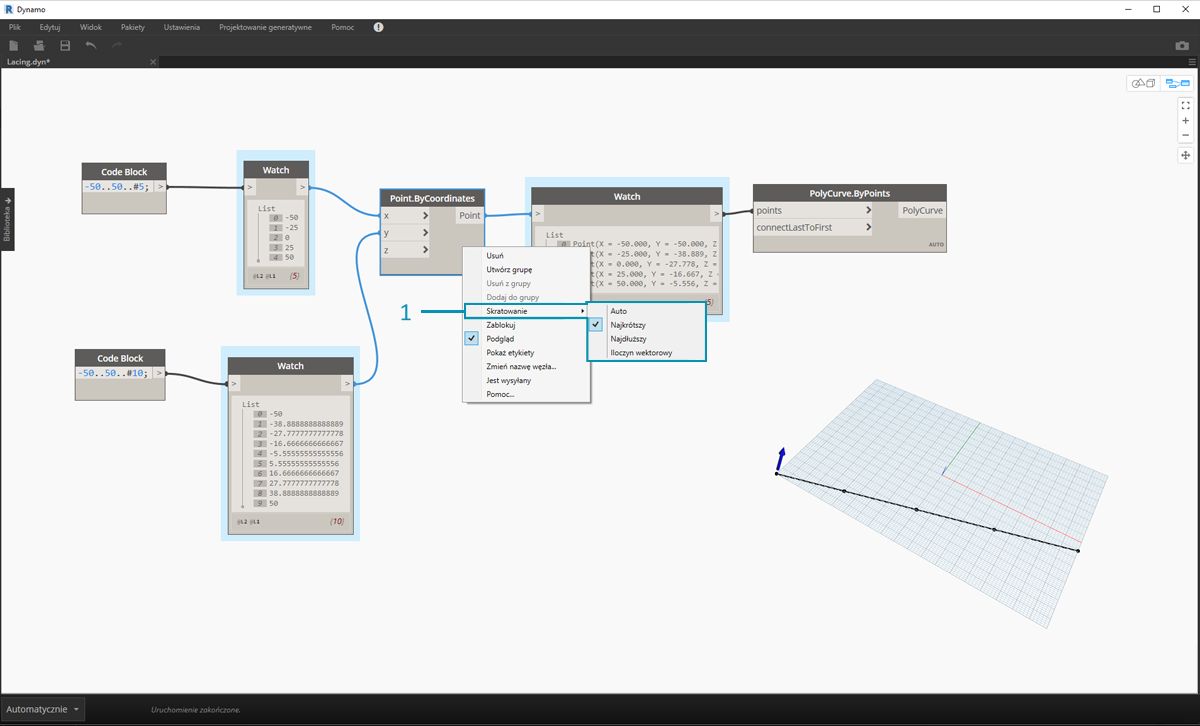 Dynamo
Plik Edytuj Widok Pakiety Ustawienia Projektowanie generatywne Pomoc
Lacing.dyn*
Biblioteka
Code Block
-50..50..#5; >
Watch
> >
List
0 -50
1 -25
2 0
3 25
4 50
@L2 @L1 {5}
Point.ByCoordinates
x > Point
y >
z >
Watch
> >
List
0 Point(X = -50.000, Y = -50.000, Z
Point(X = -25.000, Y = -38.889, Z =
Point(X = 0.000, Y = -27.778, Z =
Point(X = 25.000, Y = -16.667, Z =
Point(X = 50.000, Y = -5.556, Z =
5}
PolyCurve.ByPoints
points > PolyCurve
connectLastToFirst >
AUTO
Usuń
Utwórz grupę
Usuń z grupy
Dodaj do grupy
1
Skratowanie
Zablokuj
Podgląd
Pokaż etykiety
Zmień nazwę węzła...
Jest wysyłany
Pomoc...
Auto
Najkrótszy
Najdłuższy
Iloczyn wektorowy
Code Block
-50..50..#10; >
Watch
> >
List
0 -50
1 -38.8888888888889
2 -27.7777777777778
3 -16.6666666666667
4 -5.55555555555556
5 5.55555555555556
6 16.6666666666667
7 27.7777777777778
8 38.8888888888889
9 50
@L2 @L1 {10}
Automatycznie
Uruchomienie zakończone.